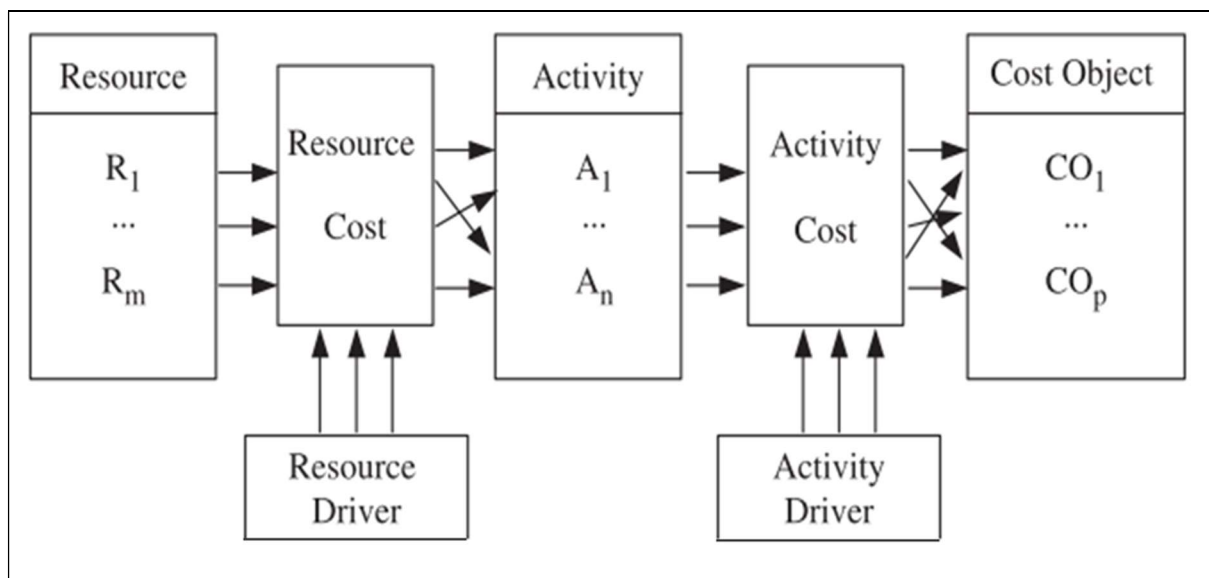 Resource
R1
...
Rm
Resource
Cost
Activity
A1
...
An
Activity
Cost
Cost Object
CO1
...
COp
Resource
Driver
Activity
Driver